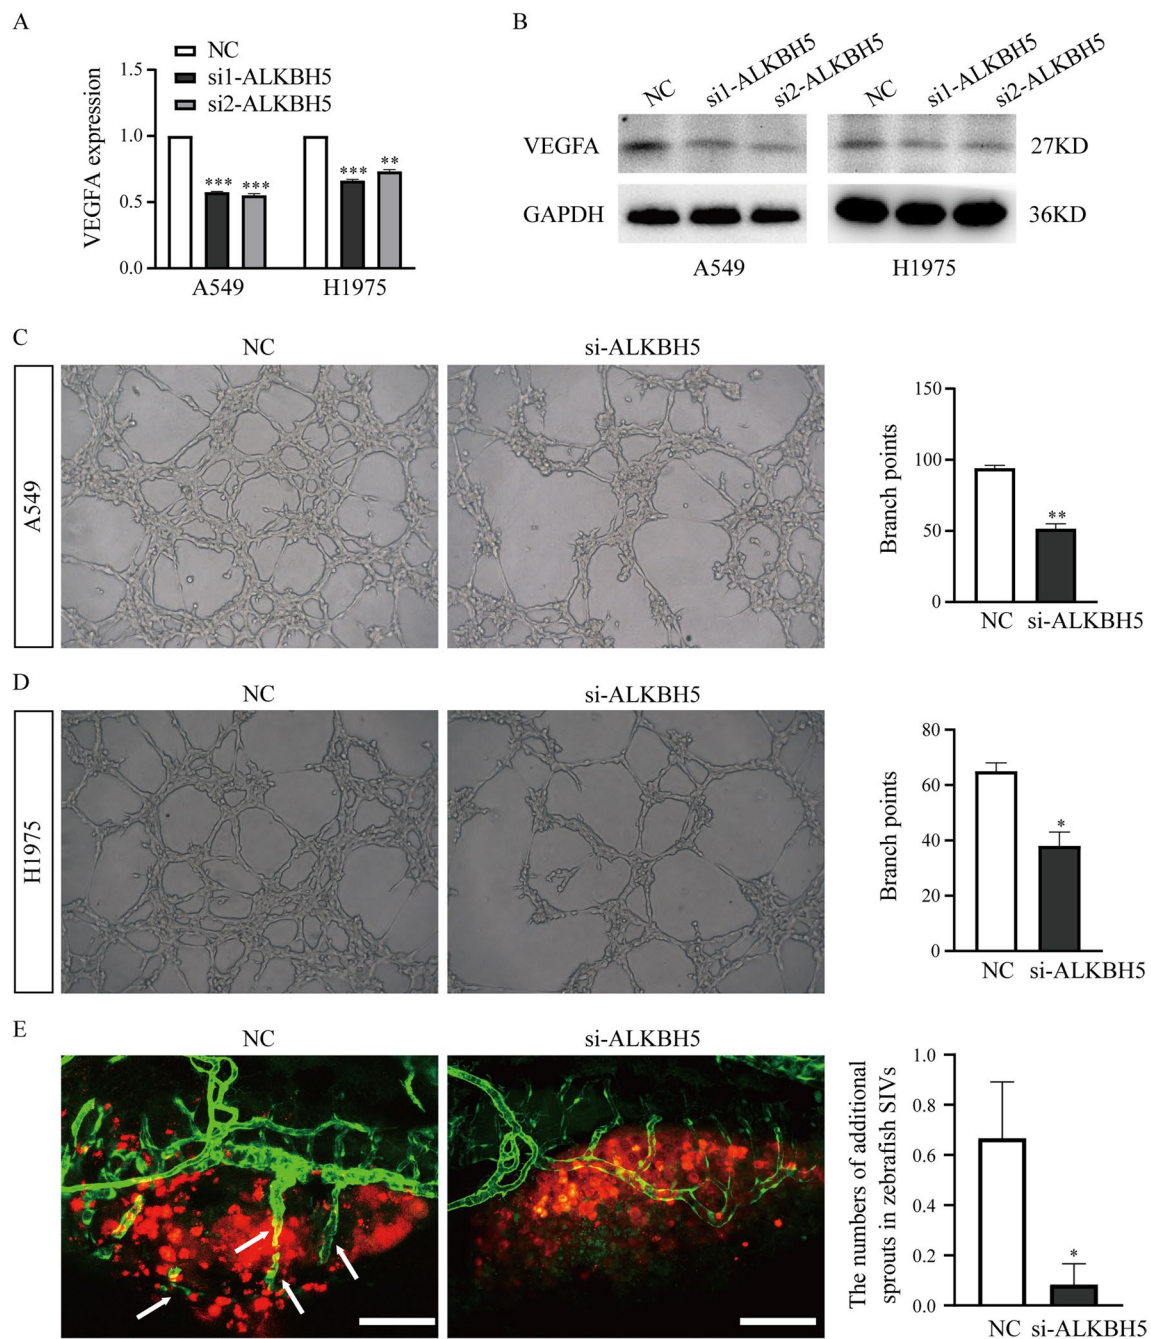 A
NC
si1-ALKBH5
si2-ALKBH5
VEGFA expression
1.5
1.0
0.5
0.0
*** ***
*** **
A549
H1975
B
NC si1-ALKBH5 si2-ALKBH5
NC si1-ALKBH5 si2-ALKBH5
VEGFA
27KD
GAPDH
36KD
A549
H1975
C
NC
si-ALKBH5
A549
Branch points
150
100
50
0
**
NC si-ALKBH5
D
NC
si-ALKBH5
H1975
Branch points
80
60
40
20
0
*
NC si-ALKBH5
E
NC
si-ALKBH5
The numbers of additional
sprouts in zebrafish SIVs
1.0
0.8
0.6
0.4
0.2
0.0
*
NC si-ALKBH5